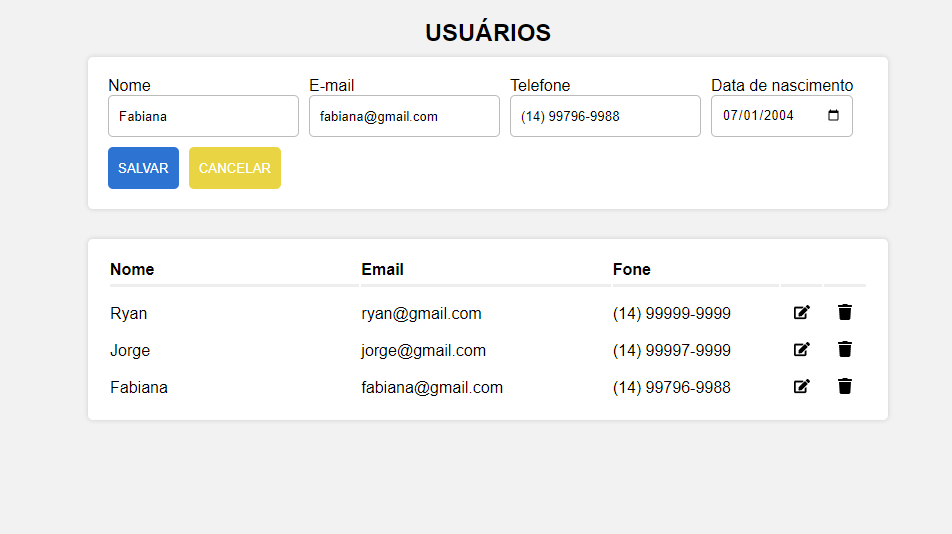 USUÁRIOS
Nome E-mail Telefone Data de nascimento
Fabiana fabiana@gmail.com (14) 99796-9988 07/01/2004
SALVAR CANCELAR
Nome Email Fone
Ryan ryan@gmail.com (14) 99999-9999
Jorge jorge@gmail.com (14) 99997-9999
Fabiana fabiana@gmail.com (14) 99796-9988